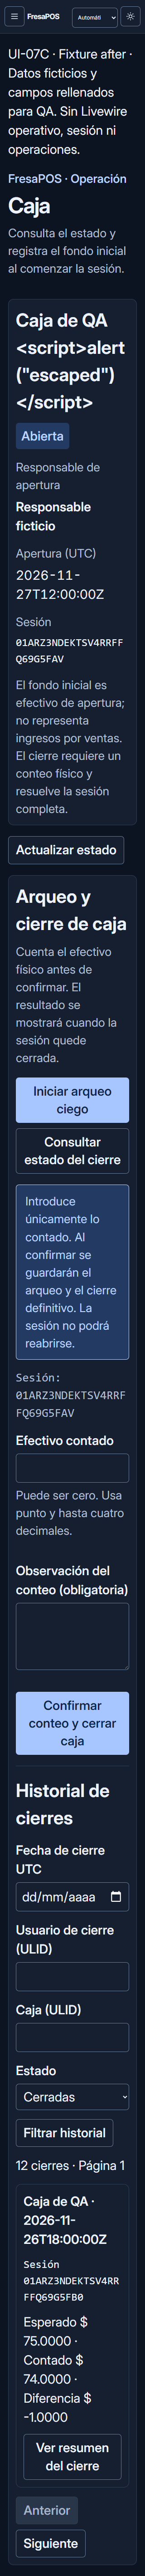 FresaPOS
Automáti
UI-07C · Fixture after ·
Datos ficticios y
campos rellenados
para QA. Sin Livewire
operativo, sesión ni
operaciones.
FresaPOS · Operación
Caja
Consulta el estado y
registra el fondo inicial
al comenzar la sesión.
Caja de QA
<script>alert
("escaped")
</script>
Abierta
Responsable de
apertura
Responsable
ficticio
Apertura (UTC)
2026-11-
27T12:00:00Z
Sesión
01ARZ3NDEKTSV4RRFF
Q69G5FAV
El fondo inicial es
efectivo de apertura;
no representa
ingresos por ventas.
El cierre requiere un
conteo físico y
resuelve la sesión
completa.
Actualizar estado
Arqueo y
cierre de caja
Cuenta el efectivo
físico antes de
confirmar. El
resultado se
mostrará cuando la
sesión quede
cerrada.
Iniciar arqueo
ciego
Consultar
estado del cierre
Introduce
únicamente lo
contado. Al
confirmar se
guardarán el
arqueo y el cierre
definitivo. La
sesión no podrá
reabrirse.
Sesión:
01ARZ3NDEKTSV4RRF
FQ69G5FAV
Efectivo contado
Puede ser cero. Usa
punto y hasta cuatro
decimales.
Observación del
conteo (obligatoria)
Confirmar
conteo y cerrar
caja
Historial de
cierres
Fecha de cierre
UTC
dd/mm/aaaa
Usuario de cierre
(ULID)
Caja (ULID)
Estado
Cerradas
Filtrar historial
12 cierres · Página 1
Caja de QA ·
2026-11-
26T18:00:00Z
Sesión
01ARZ3NDEKTSV4RR
FFQ69G5FB0
Esperado $
75.0000 ·
Contado $
74.0000 ·
Diferencia $
-1.0000
Ver resumen
del cierre
Anterior
Siguiente